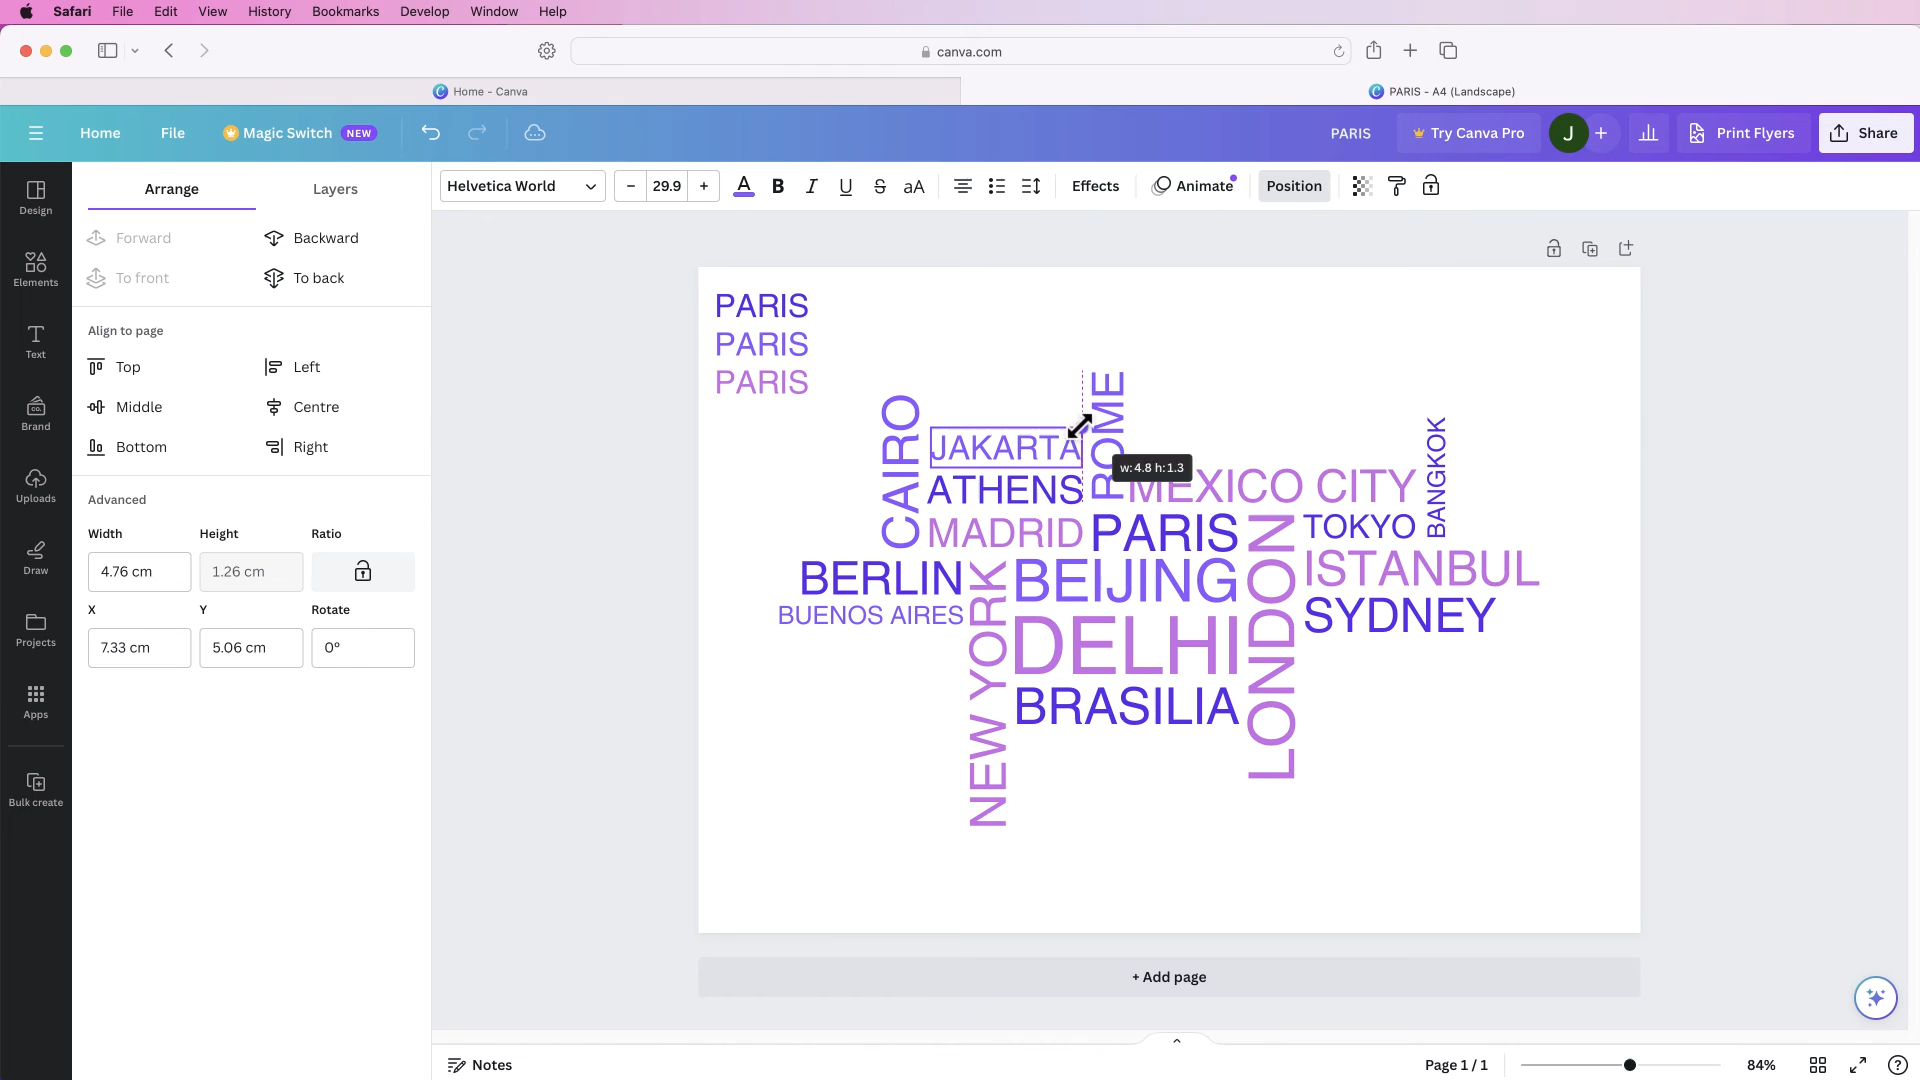 Safari File Edit View History Bookmarks Develop Window Help
canva.com
Home - Canva
PARIS - A4 (Landscape)
Home File Magic Switch NEW
PARIS Try Canva Pro J + Print Flyers Share
Arrange Layers
Helvetica World - 29.9 + A B I U S aA Effects Animate Position
Design
Elements
Text
Brand
Uploads
Draw
Projects
Apps
Bulk create
Forward Backward
To front To back
Align to page
Top Left
Middle Centre
Bottom Right
Advanced
Width Height Ratio
4.76 cm 1.26 cm
X Y Rotate
7.33 cm 5.06 cm 0°
PARIS
PARIS
PARIS
CAIRO
JAKARTA
ROME
w:4.8 h:1.3
ATHENS
MEXICO CITY
BANGKOK
MADRID
PARIS
TOKYO
BERLIN
BEIJING
LONDON
ISTANBUL
BUENOS AIRES
NEW YORK
DELHI
SYDNEY
BRASILIA
+ Add page
Notes
Page 1 / 1
84%